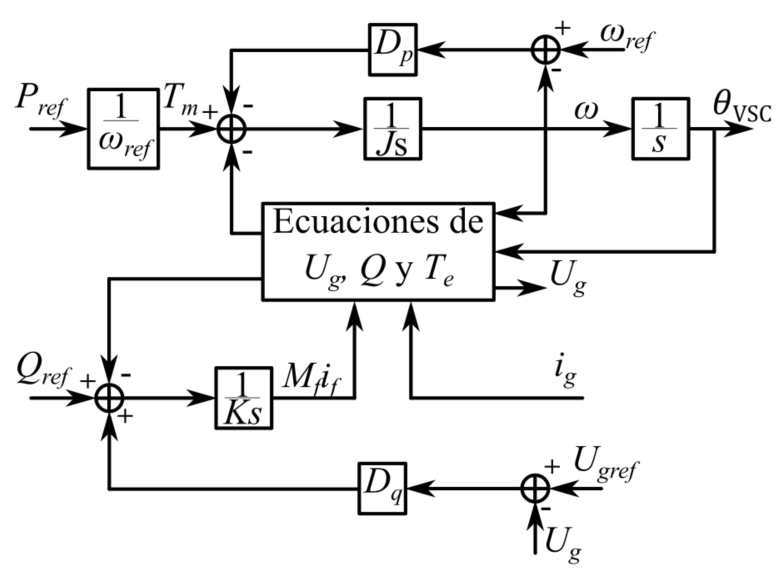 D_p
+
ω_ref
-
P_ref
1/ω_ref
T_m
+
-
-
1/Js
ω
1/s
θ_VSC
Ecuaciones de
U_g, Q y T_e
U_g
Q_ref
+
-
+
1/Ks
M_f i_f
i_g
D_q
+
U_gref
-
U_g